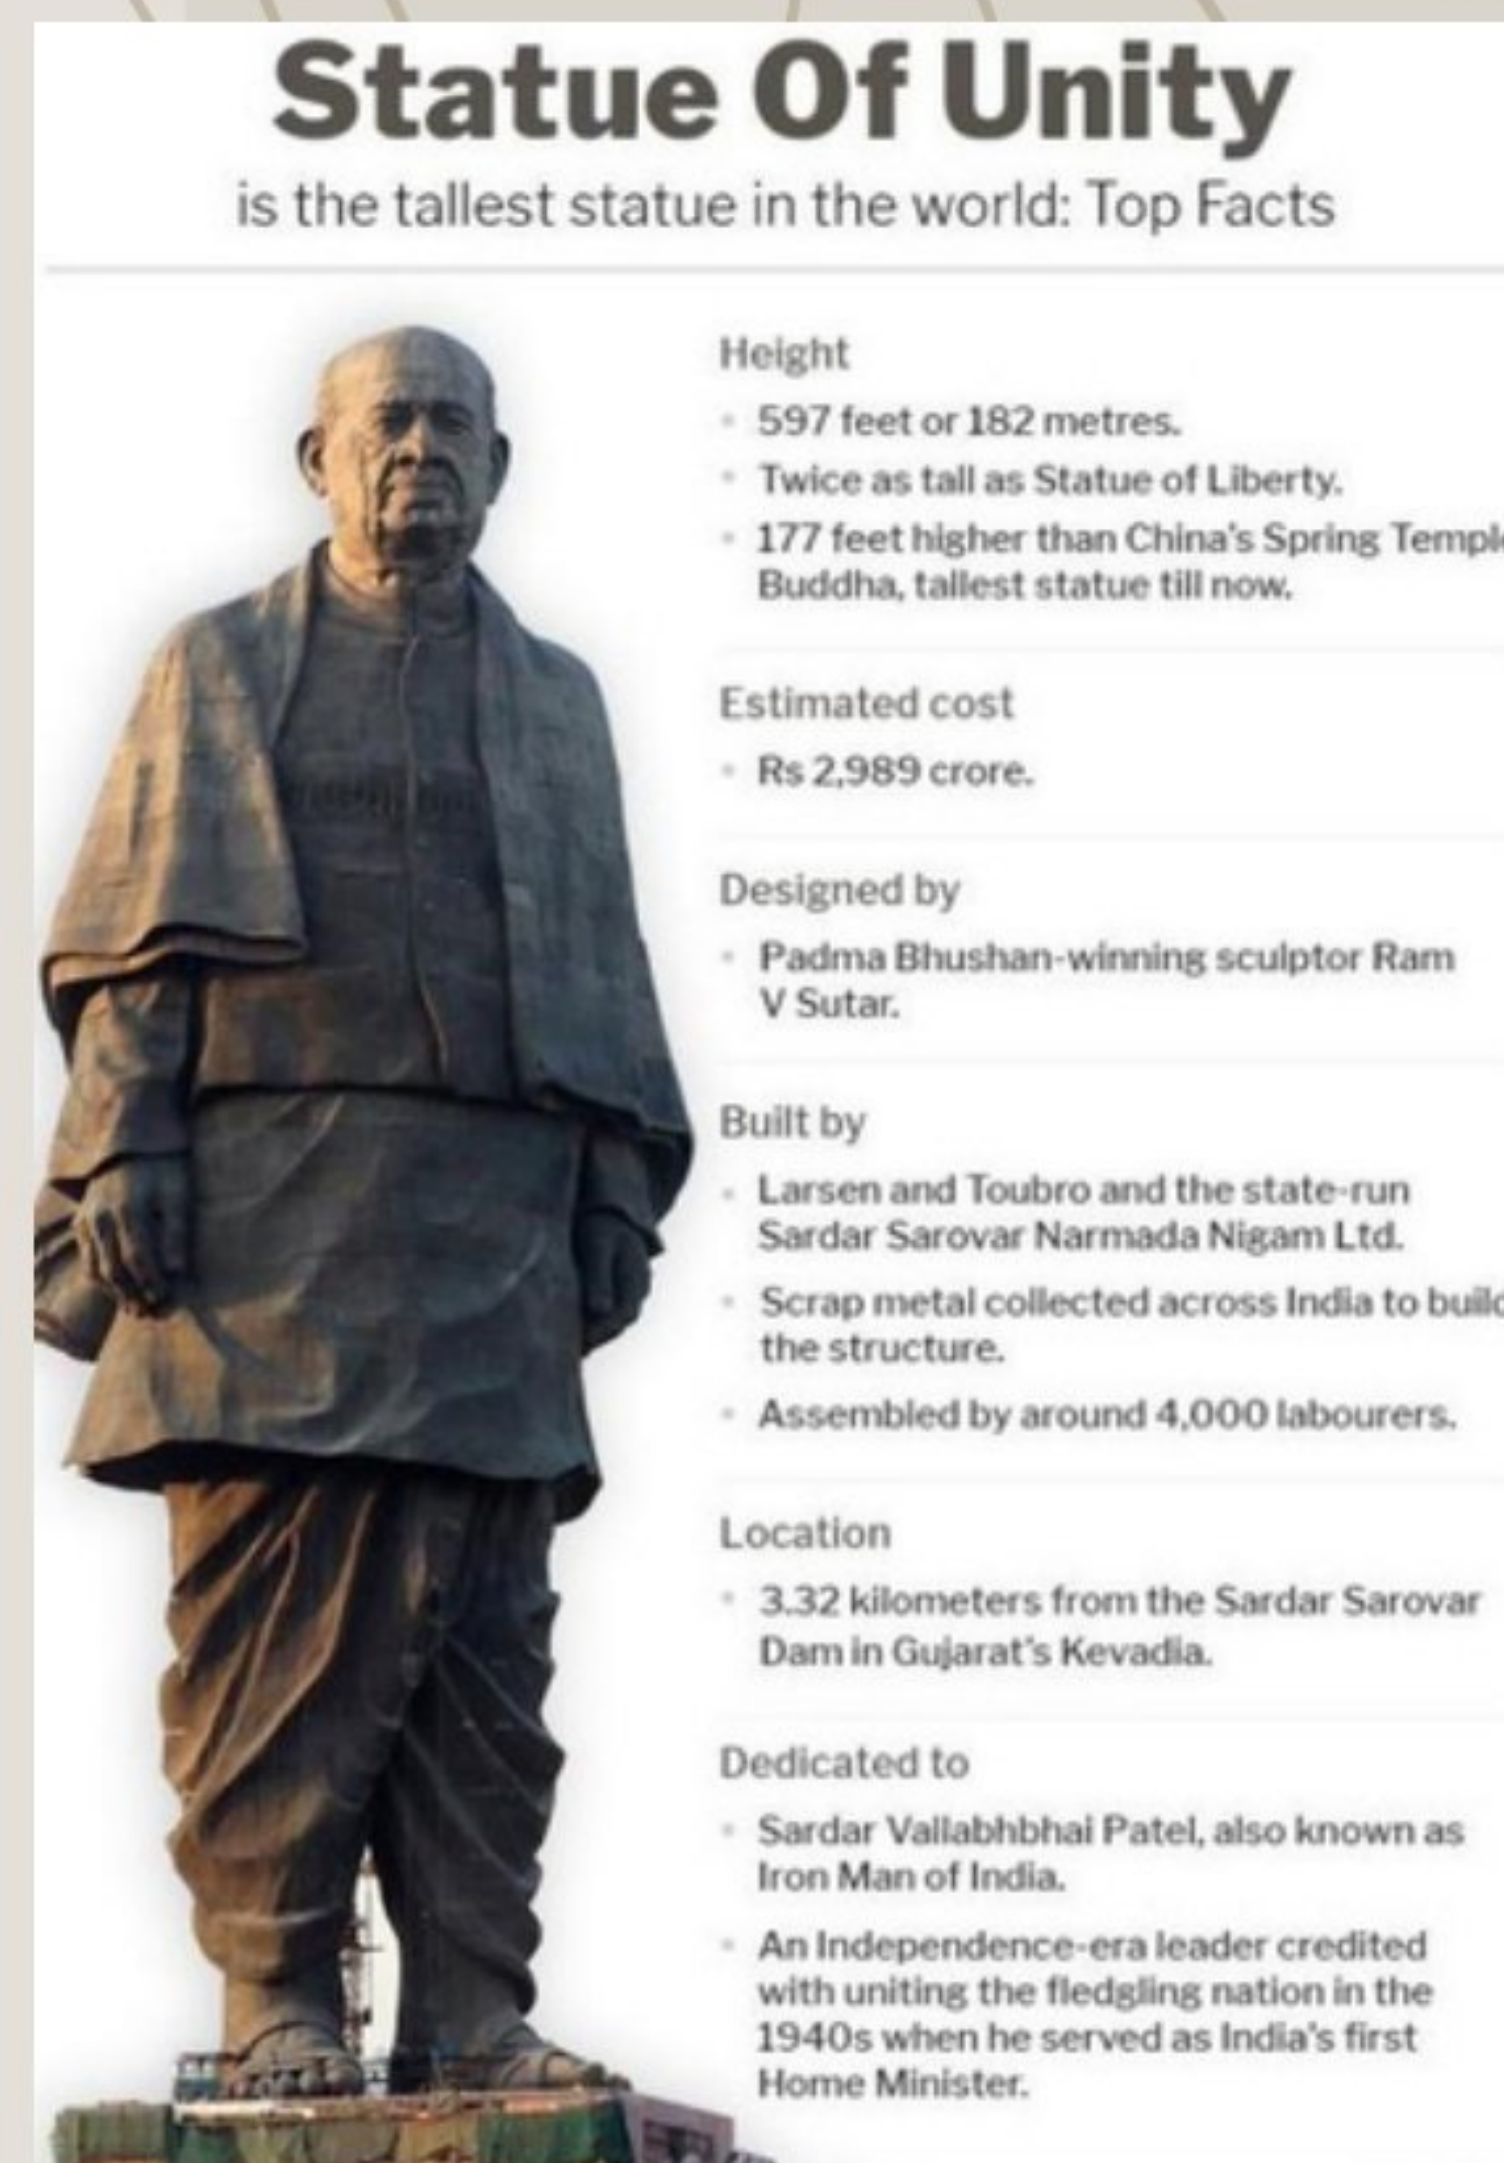 Statue Of Unity
is the tallest statue in the world: Top Facts
Height
597 feet or 182 metres.
Twice as tall as Statue of Liberty.
177 feet higher than China's Spring Temple
Buddha, tallest statue till now.
Estimated cost
Rs 2,989 crore.
Designed by
Padma Bhushan-winning sculptor Ram
V Sutar.
Built by
Larsen and Toubro and the state-run
Sardar Sarovar Narmada Nigam Ltd.
Scrap metal collected across India to build
the structure.
Assembled by around 4,000 labourers.
Location
3.32 kilometers from the Sardar Sarovar
Dam in Gujarat's Kevadia.
Dedicated to
Sardar Vallabhbhai Patel, also known as
Iron Man of India.
An Independence-era leader credited
with uniting the fledgling nation in the
1940s when he served as India's first
Home Minister.